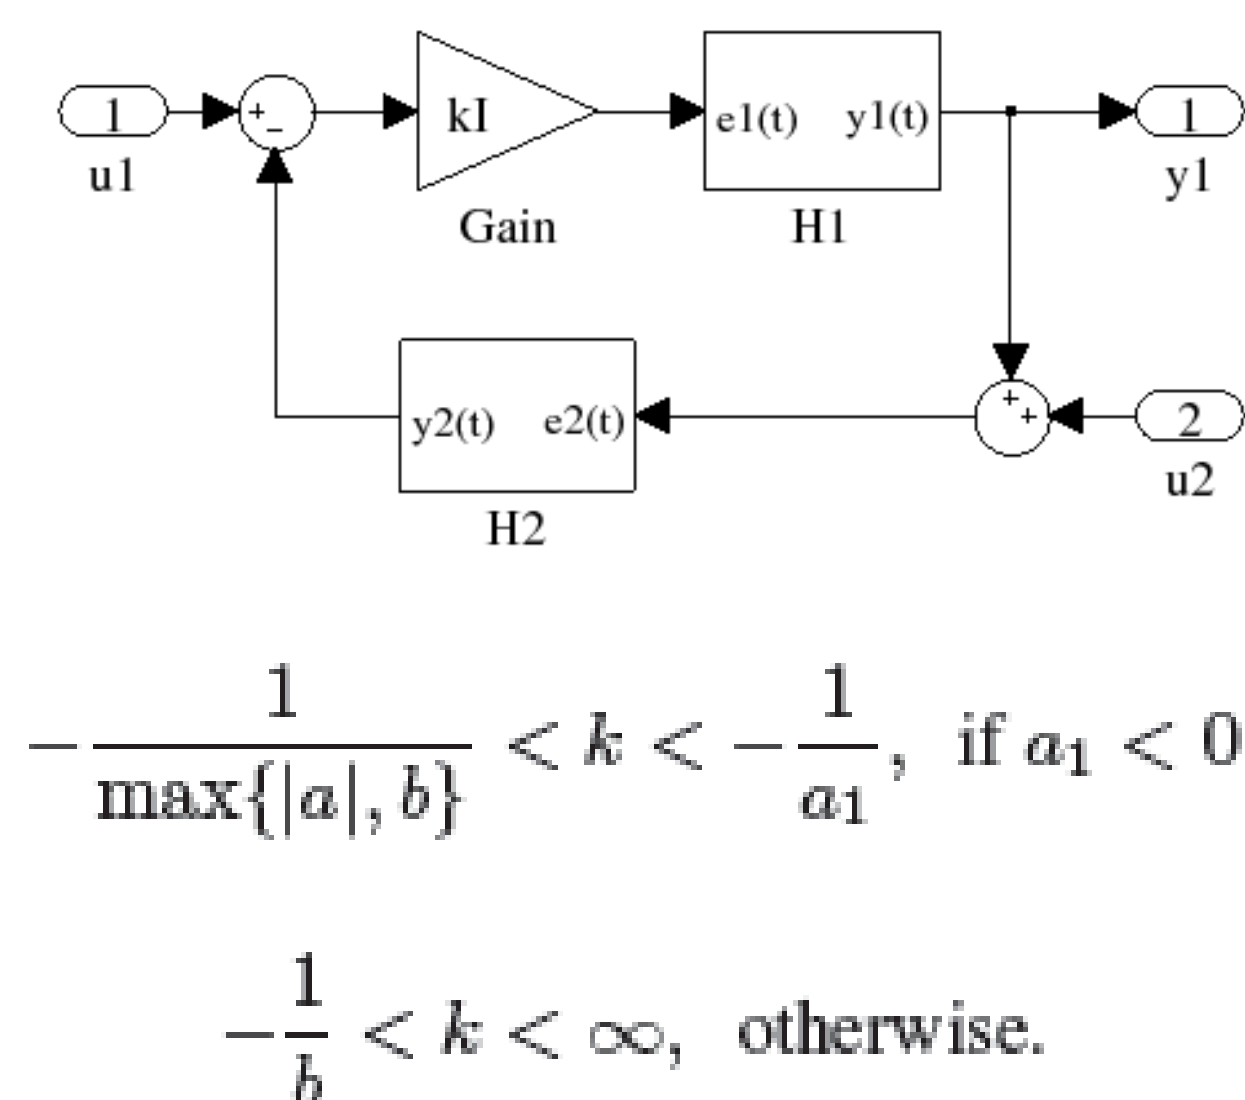 1
+
−
kI
e1(t) y1(t)
1
u1
y1
Gain
H1
+
+
y2(t) e2(t)
2
u2
H2
− 1 / max{|a|, b} < k < − 1 / a₁, if a₁ < 0
− 1 / b < k < ∞, otherwise.